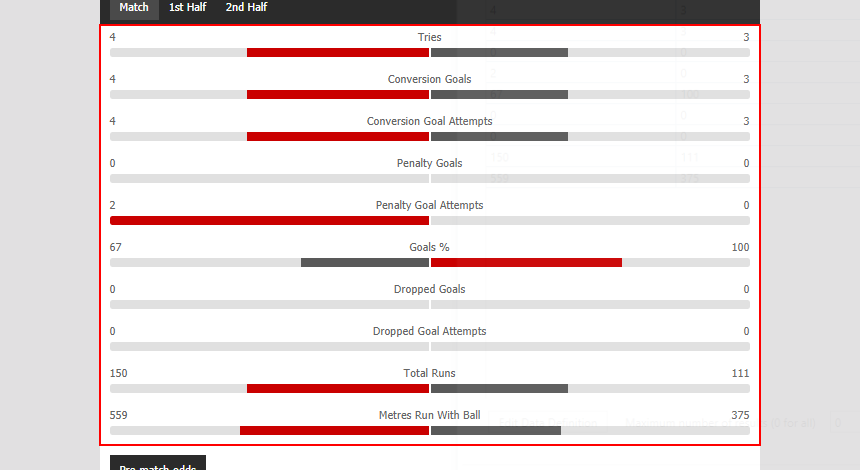 Match 1st Half 2nd Half
4 Tries 3
4 Conversion Goals 3
4 Conversion Goal Attempts 3
0 Penalty Goals 0
2 Penalty Goal Attempts 0
67 Goals % 100
0 Dropped Goals 0
0 Dropped Goal Attempts 0
150 Total Runs 111
559 Metres Run With Ball 375
Pre-match odds